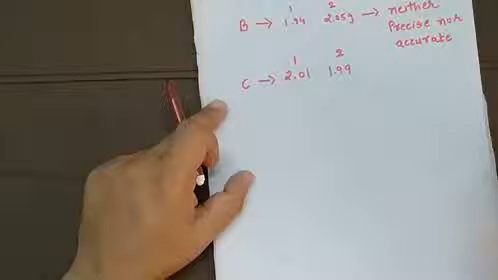 1 2
B → 1.94 2.05g → neither
Precise nor
accurate
1 2
C → 2.01 1.99